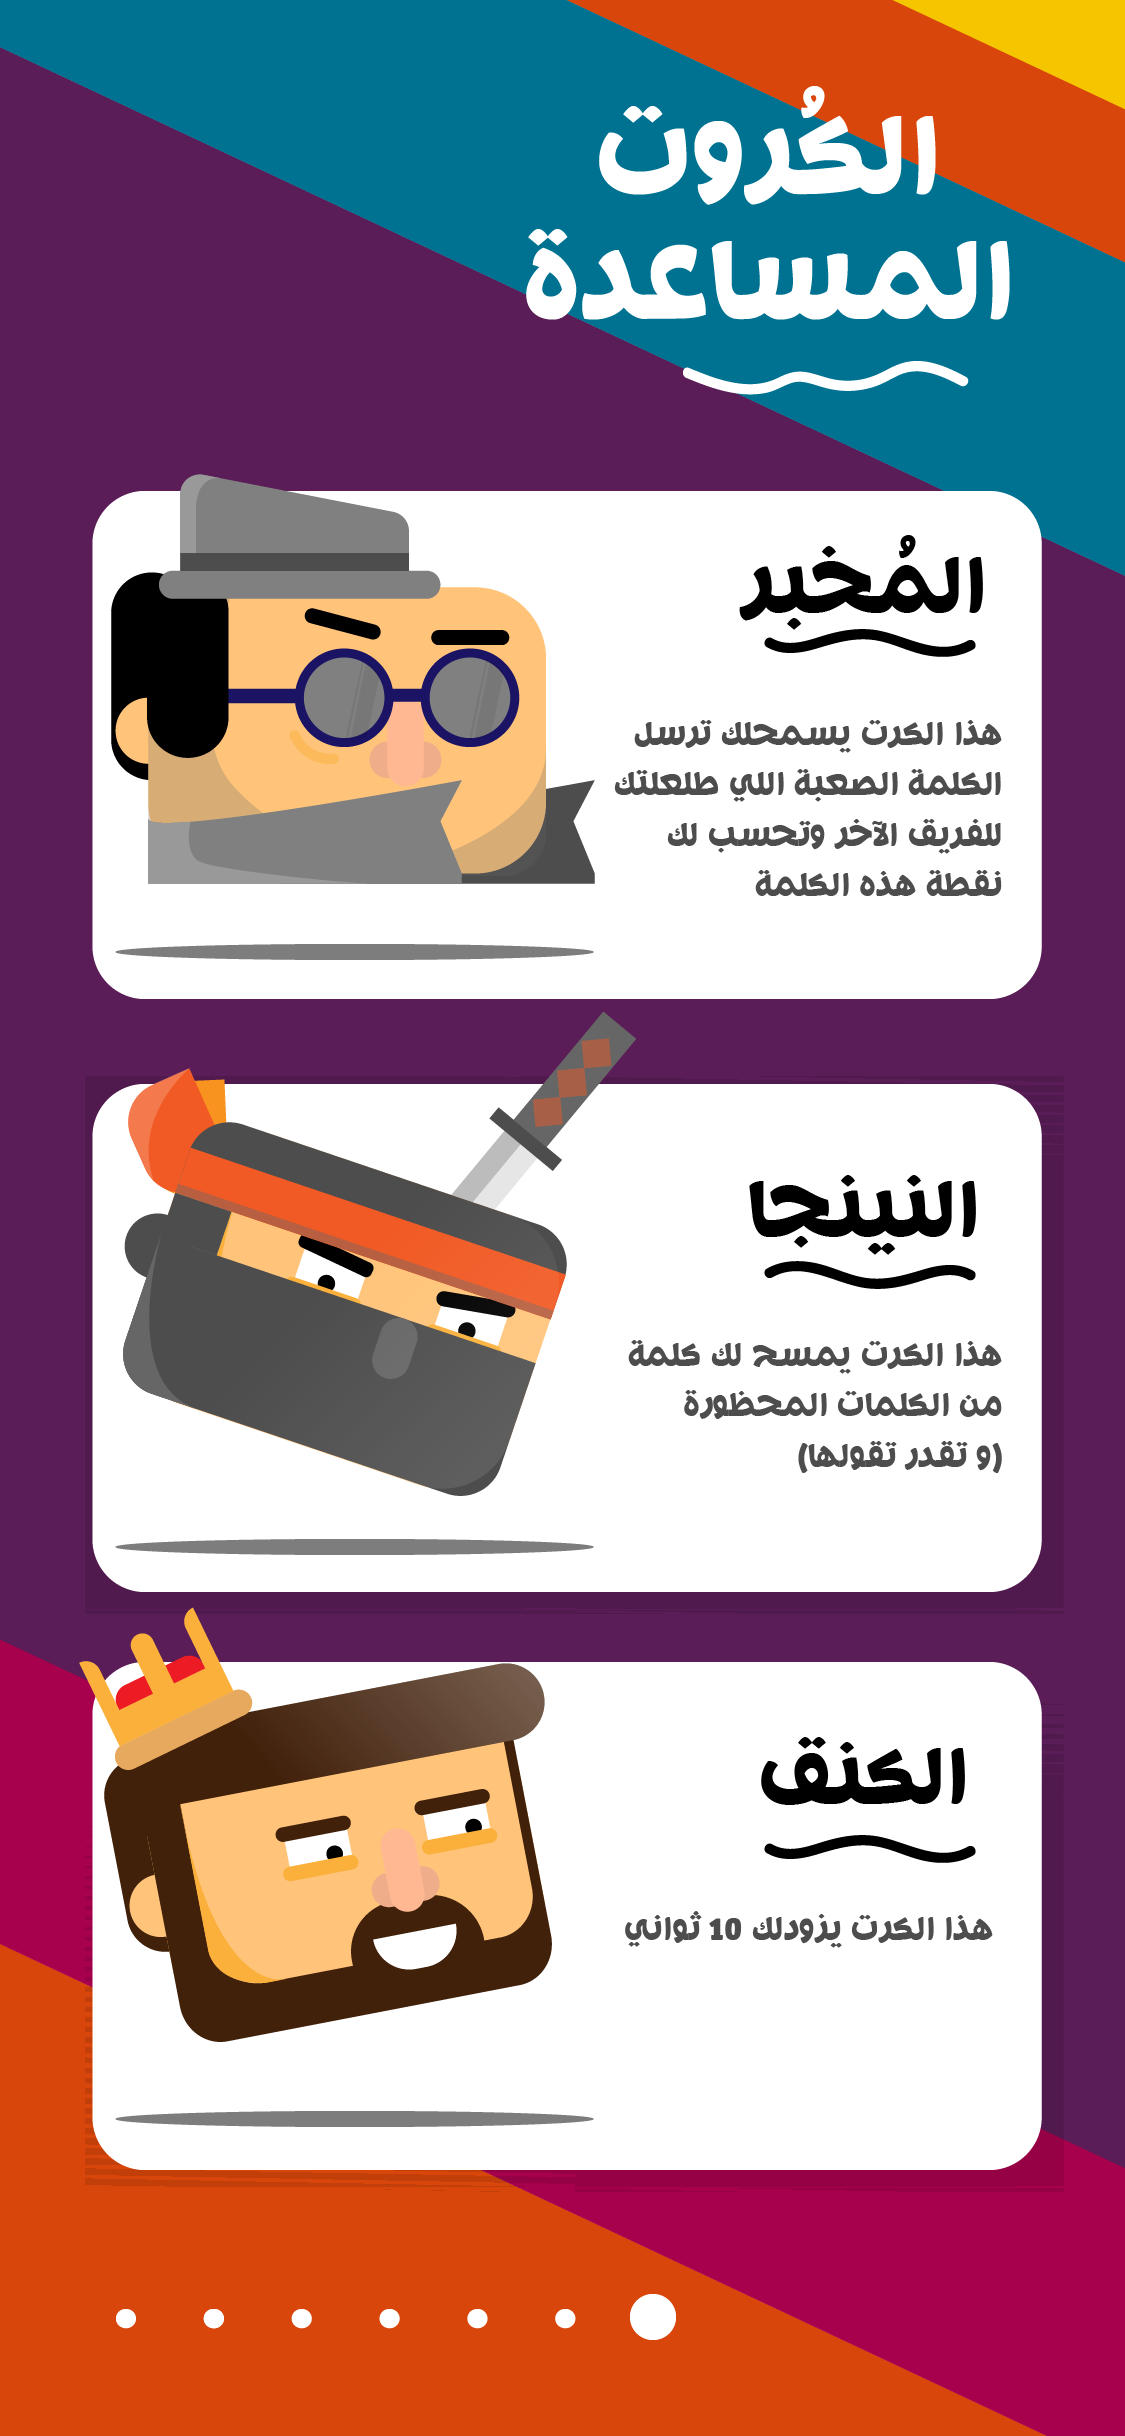 الكُروت
المساعدة
المُخبر
هذا الكرت يسمحلك ترسل
الكلمة الصعبة اللي طلعلتك
للفريق الآخر وتحسب لك
نقطة هذه الكلمة
النينجا
هذا الكرت يمسح لك كلمة
من الكلمات المحظورة
(و تقدر تقولها)
الكنق
هذا الكرت يزودلك 10 ثواني